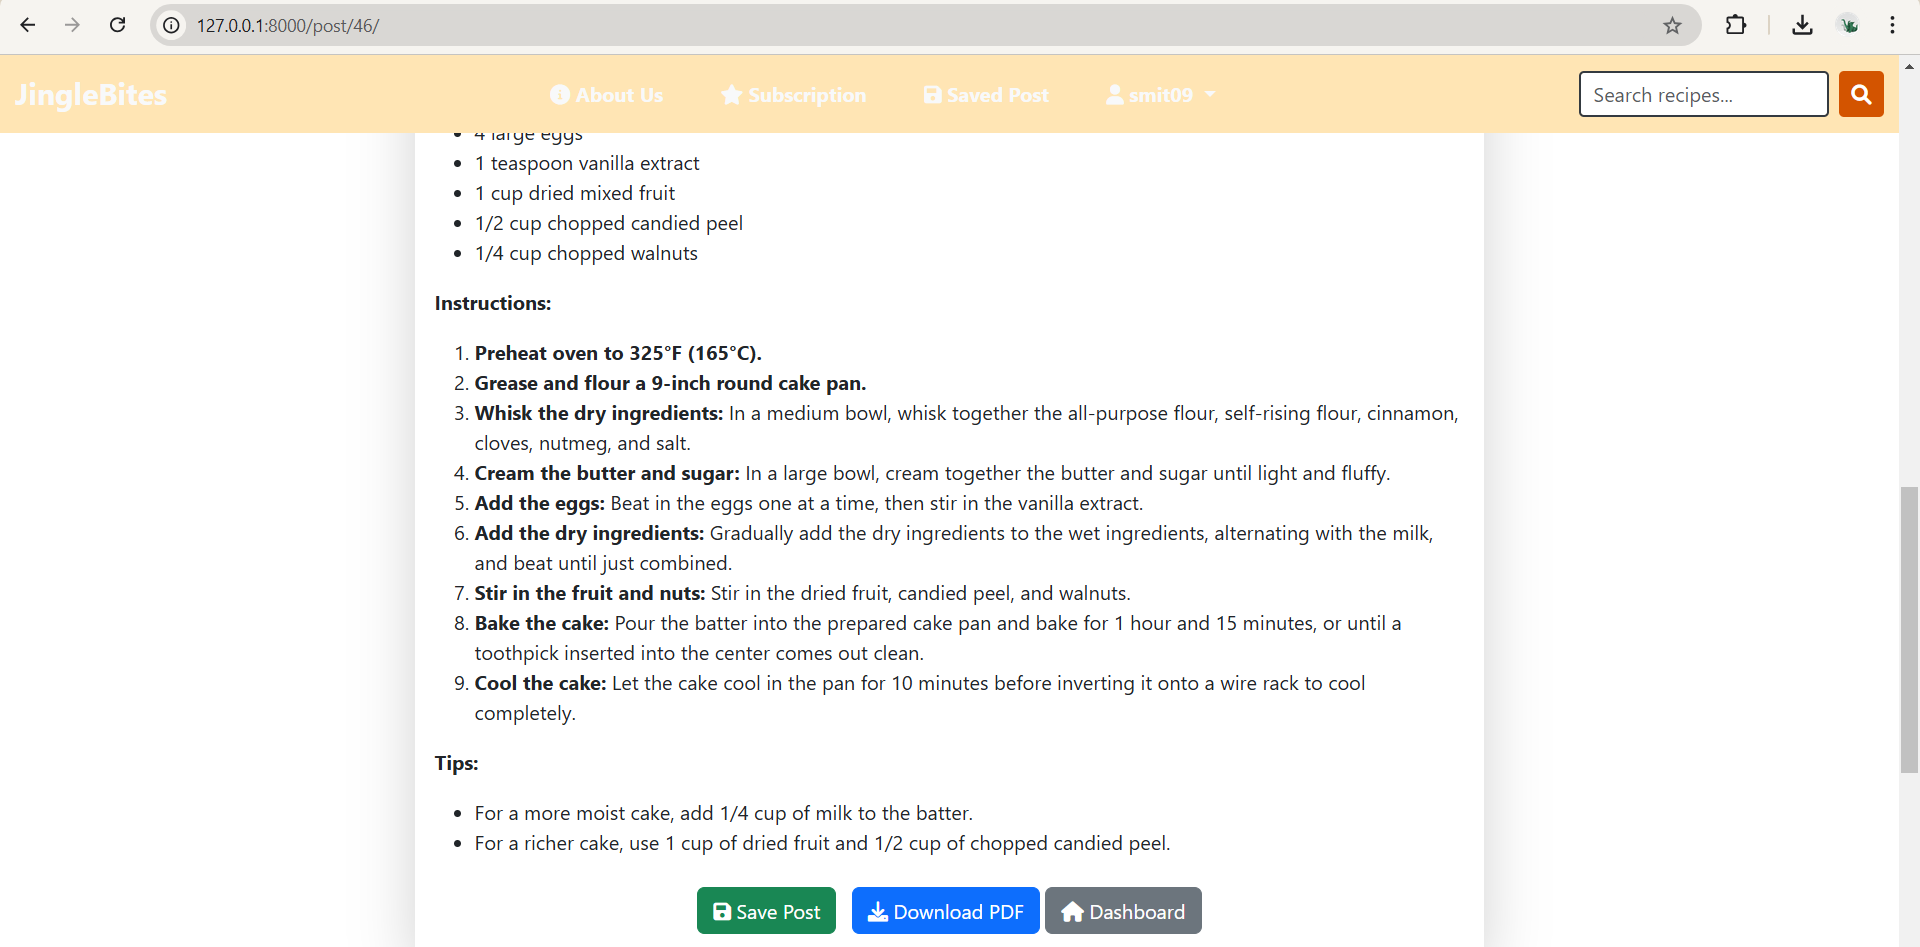 127.0.0.1:8000/post/46/
JingleBites
About Us
Subscription
Saved Post
smit09
Search recipes...
4 large eggs
1 teaspoon vanilla extract
1 cup dried mixed fruit
1/2 cup chopped candied peel
1/4 cup chopped walnuts
Instructions:
1. Preheat oven to 325°F (165°C).
2. Grease and flour a 9-inch round cake pan.
3. Whisk the dry ingredients: In a medium bowl, whisk together the all-purpose flour, self-rising flour, cinnamon,
cloves, nutmeg, and salt.
4. Cream the butter and sugar: In a large bowl, cream together the butter and sugar until light and fluffy.
5. Add the eggs: Beat in the eggs one at a time, then stir in the vanilla extract.
6. Add the dry ingredients: Gradually add the dry ingredients to the wet ingredients, alternating with the milk,
and beat until just combined.
7. Stir in the fruit and nuts: Stir in the dried fruit, candied peel, and walnuts.
8. Bake the cake: Pour the batter into the prepared cake pan and bake for 1 hour and 15 minutes, or until a
toothpick inserted into the center comes out clean.
9. Cool the cake: Let the cake cool in the pan for 10 minutes before inverting it onto a wire rack to cool
completely.
Tips:
For a more moist cake, add 1/4 cup of milk to the batter.
For a richer cake, use 1 cup of dried fruit and 1/2 cup of chopped candied peel.
Save Post
Download PDF
Dashboard